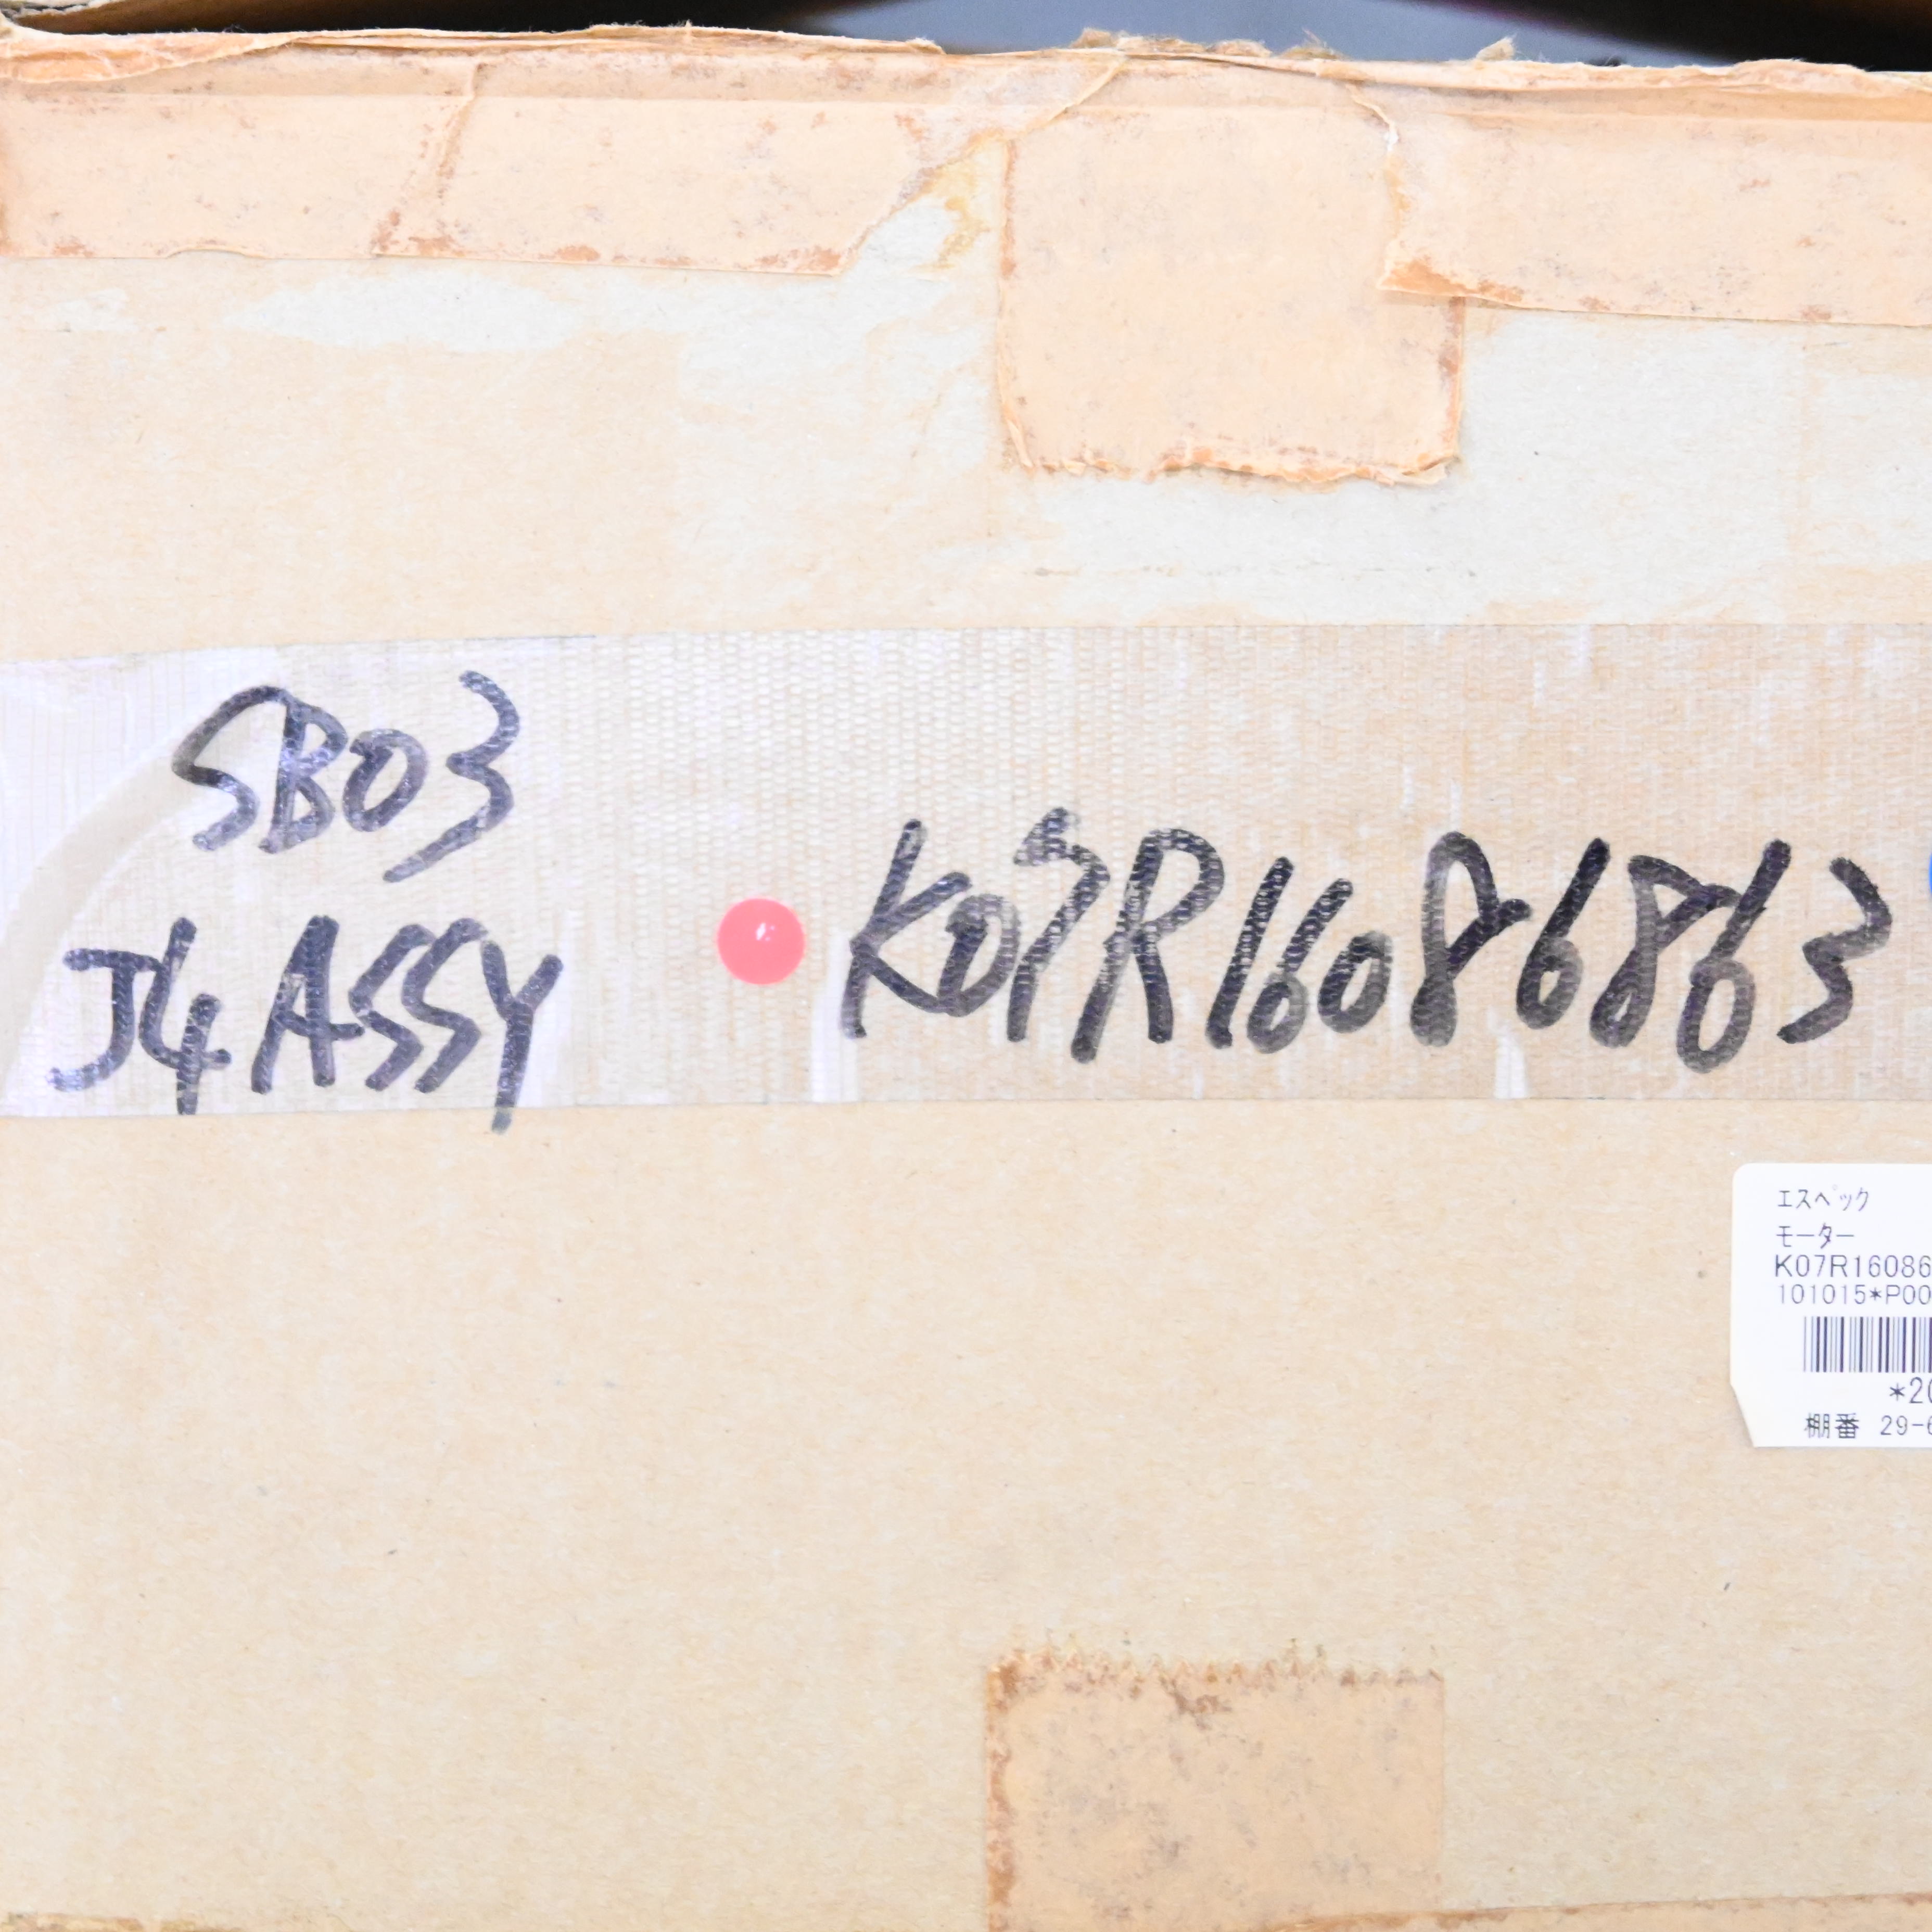 SB03
J4 ASSY
K07R16086863
エスペック
モーター
K07R16086
101015*P00
*20
棚番 29-6